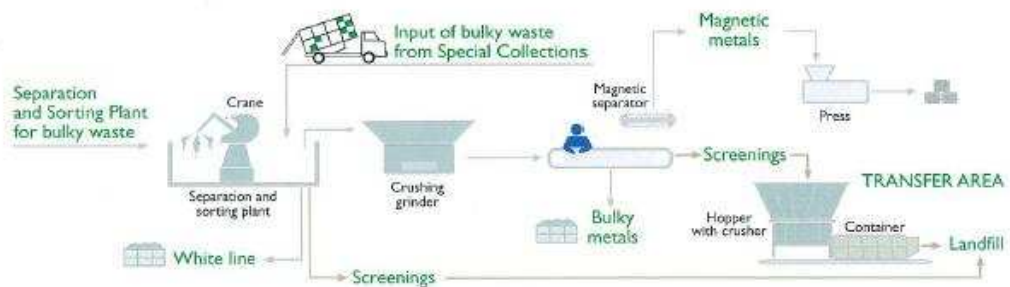 Input of bulky waste
from Special Collections
Magnetic
metals
Separation
and Sorting Plant
for bulky waste
Crane
Magnetic
separator
Press
Separation and
sorting plant
Crushing
grinder
Screenings
TRANSFER AREA
Bulky
metals
Hopper
with crusher
Container
Landfill
White line
Screenings